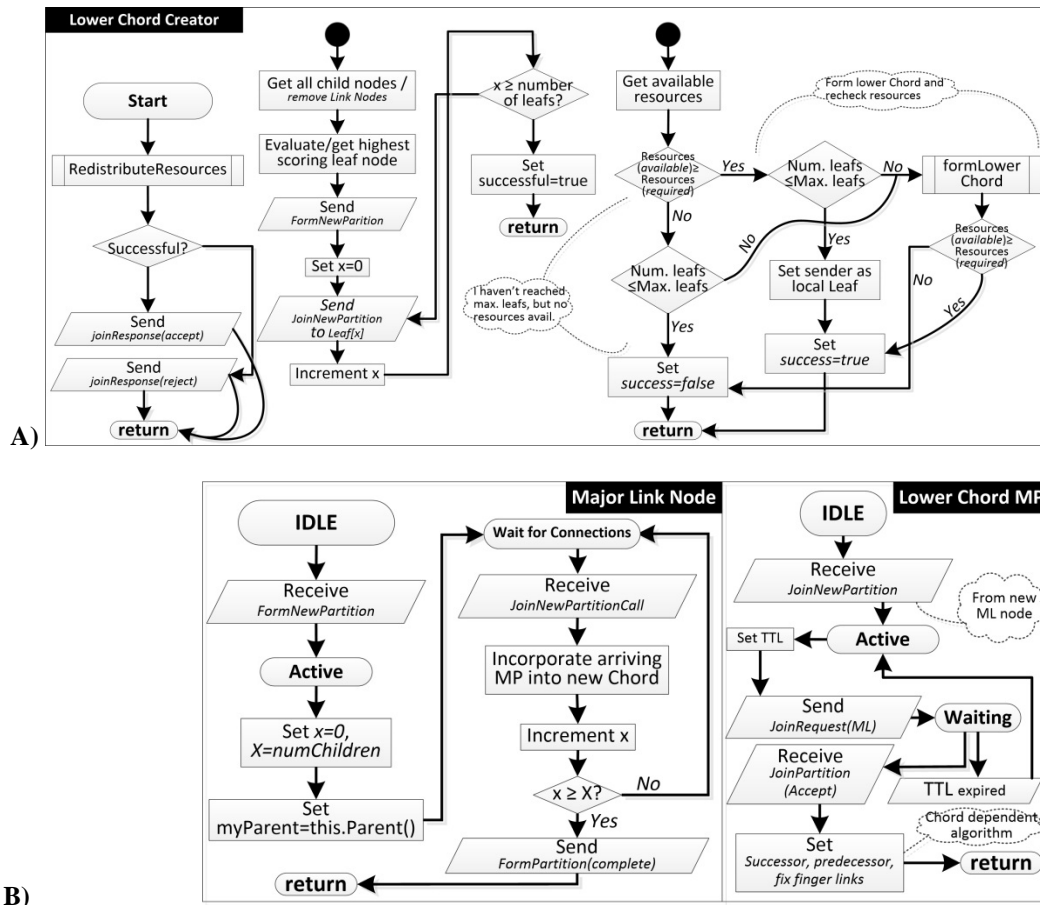 Lower Chord Creator
Start
RedistributeResources
Successful?
Send
joinResponse(accept)
Send
joinResponse(reject)
return
Get all child nodes /
remove Link Nodes
Evaluate/get highest
scoring leaf node
Send
FormNewParition
Set x=0
Send
JoinNewPartition
to Leaf[x]
Increment x
x ≥ number
of leafs?
Set
successful=true
return
Get available
resources
Resources
(available)≥
Resources
(required)
Yes
No
Num. leafs
≤Max. leafs
No
Yes
I haven't reached
max. leafs, but no
resources avail.
Set
success=false
return
Form lower Chord and
recheck resources
Num. leafs
≤Max. leafs
No
Yes
Set sender as
local Leaf
Set
success=true
formLower
Chord
Resources
(available)≥
Resources
(required)
No
Yes
A)
Major Link Node
IDLE
Receive
FormNewPartition
Active
Set x=0,
X=numChildren
Set
myParent=this.Parent()
Wait for Connections
Receive
JoinNewPartitionCall
Incorporate arriving
MP into new Chord
Increment x
x ≥ X?
No
Yes
Send
FormPartition(complete)
return
Lower Chord MP
IDLE
Receive
JoinNewPartition
From new
ML node
Active
Set TTL
Send
JoinRequest(ML)
Waiting
Receive
JoinPartition
(Accept)
TTL expired
Chord dependent
algorithm
Set
Successor, predecessor,
fix finger links
return
B)